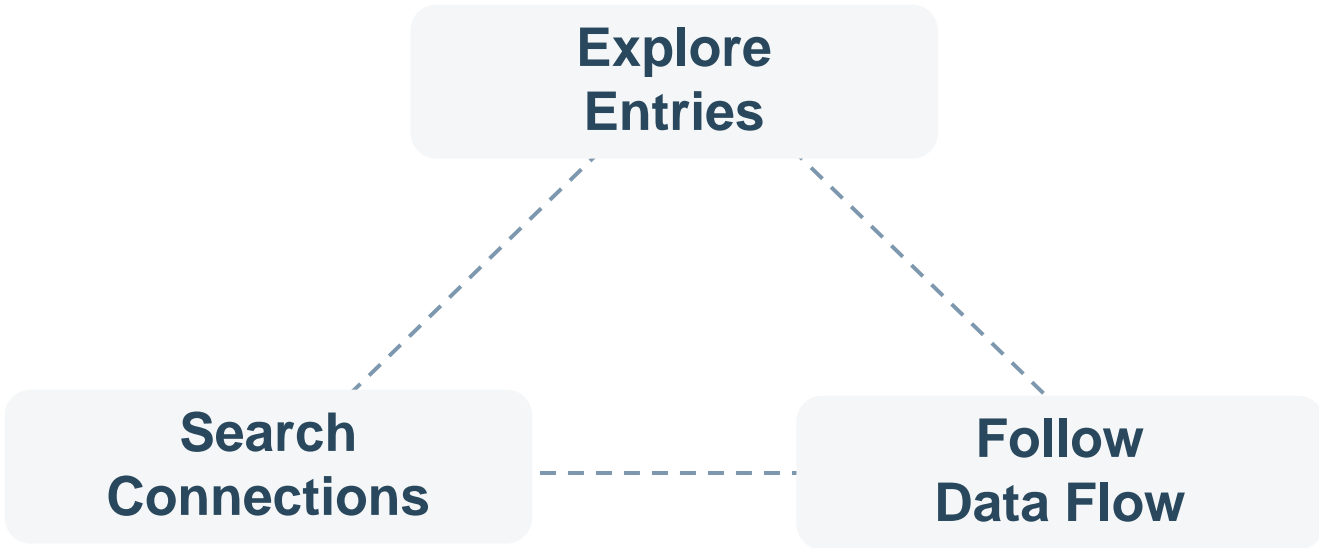 Explore
Entries
Search
Connections
Follow
Data Flow